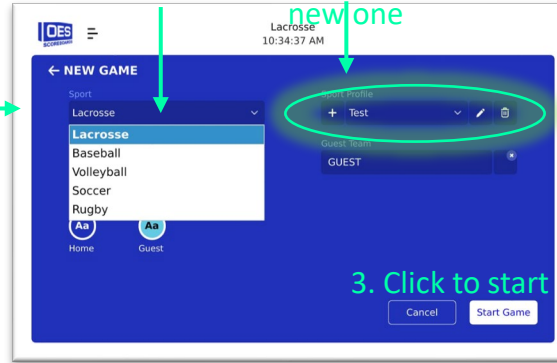 new one
OES
SCOREBOARDS
Lacrosse
10:34:37 AM
← NEW GAME
Sport
Sport Profile
Lacrosse
+ Test
Lacrosse
Baseball
Volleyball
Soccer
Rugby
Guest Team
GUEST
Aa
Aa
Home
Guest
3. Click to start
Cancel
Start Game